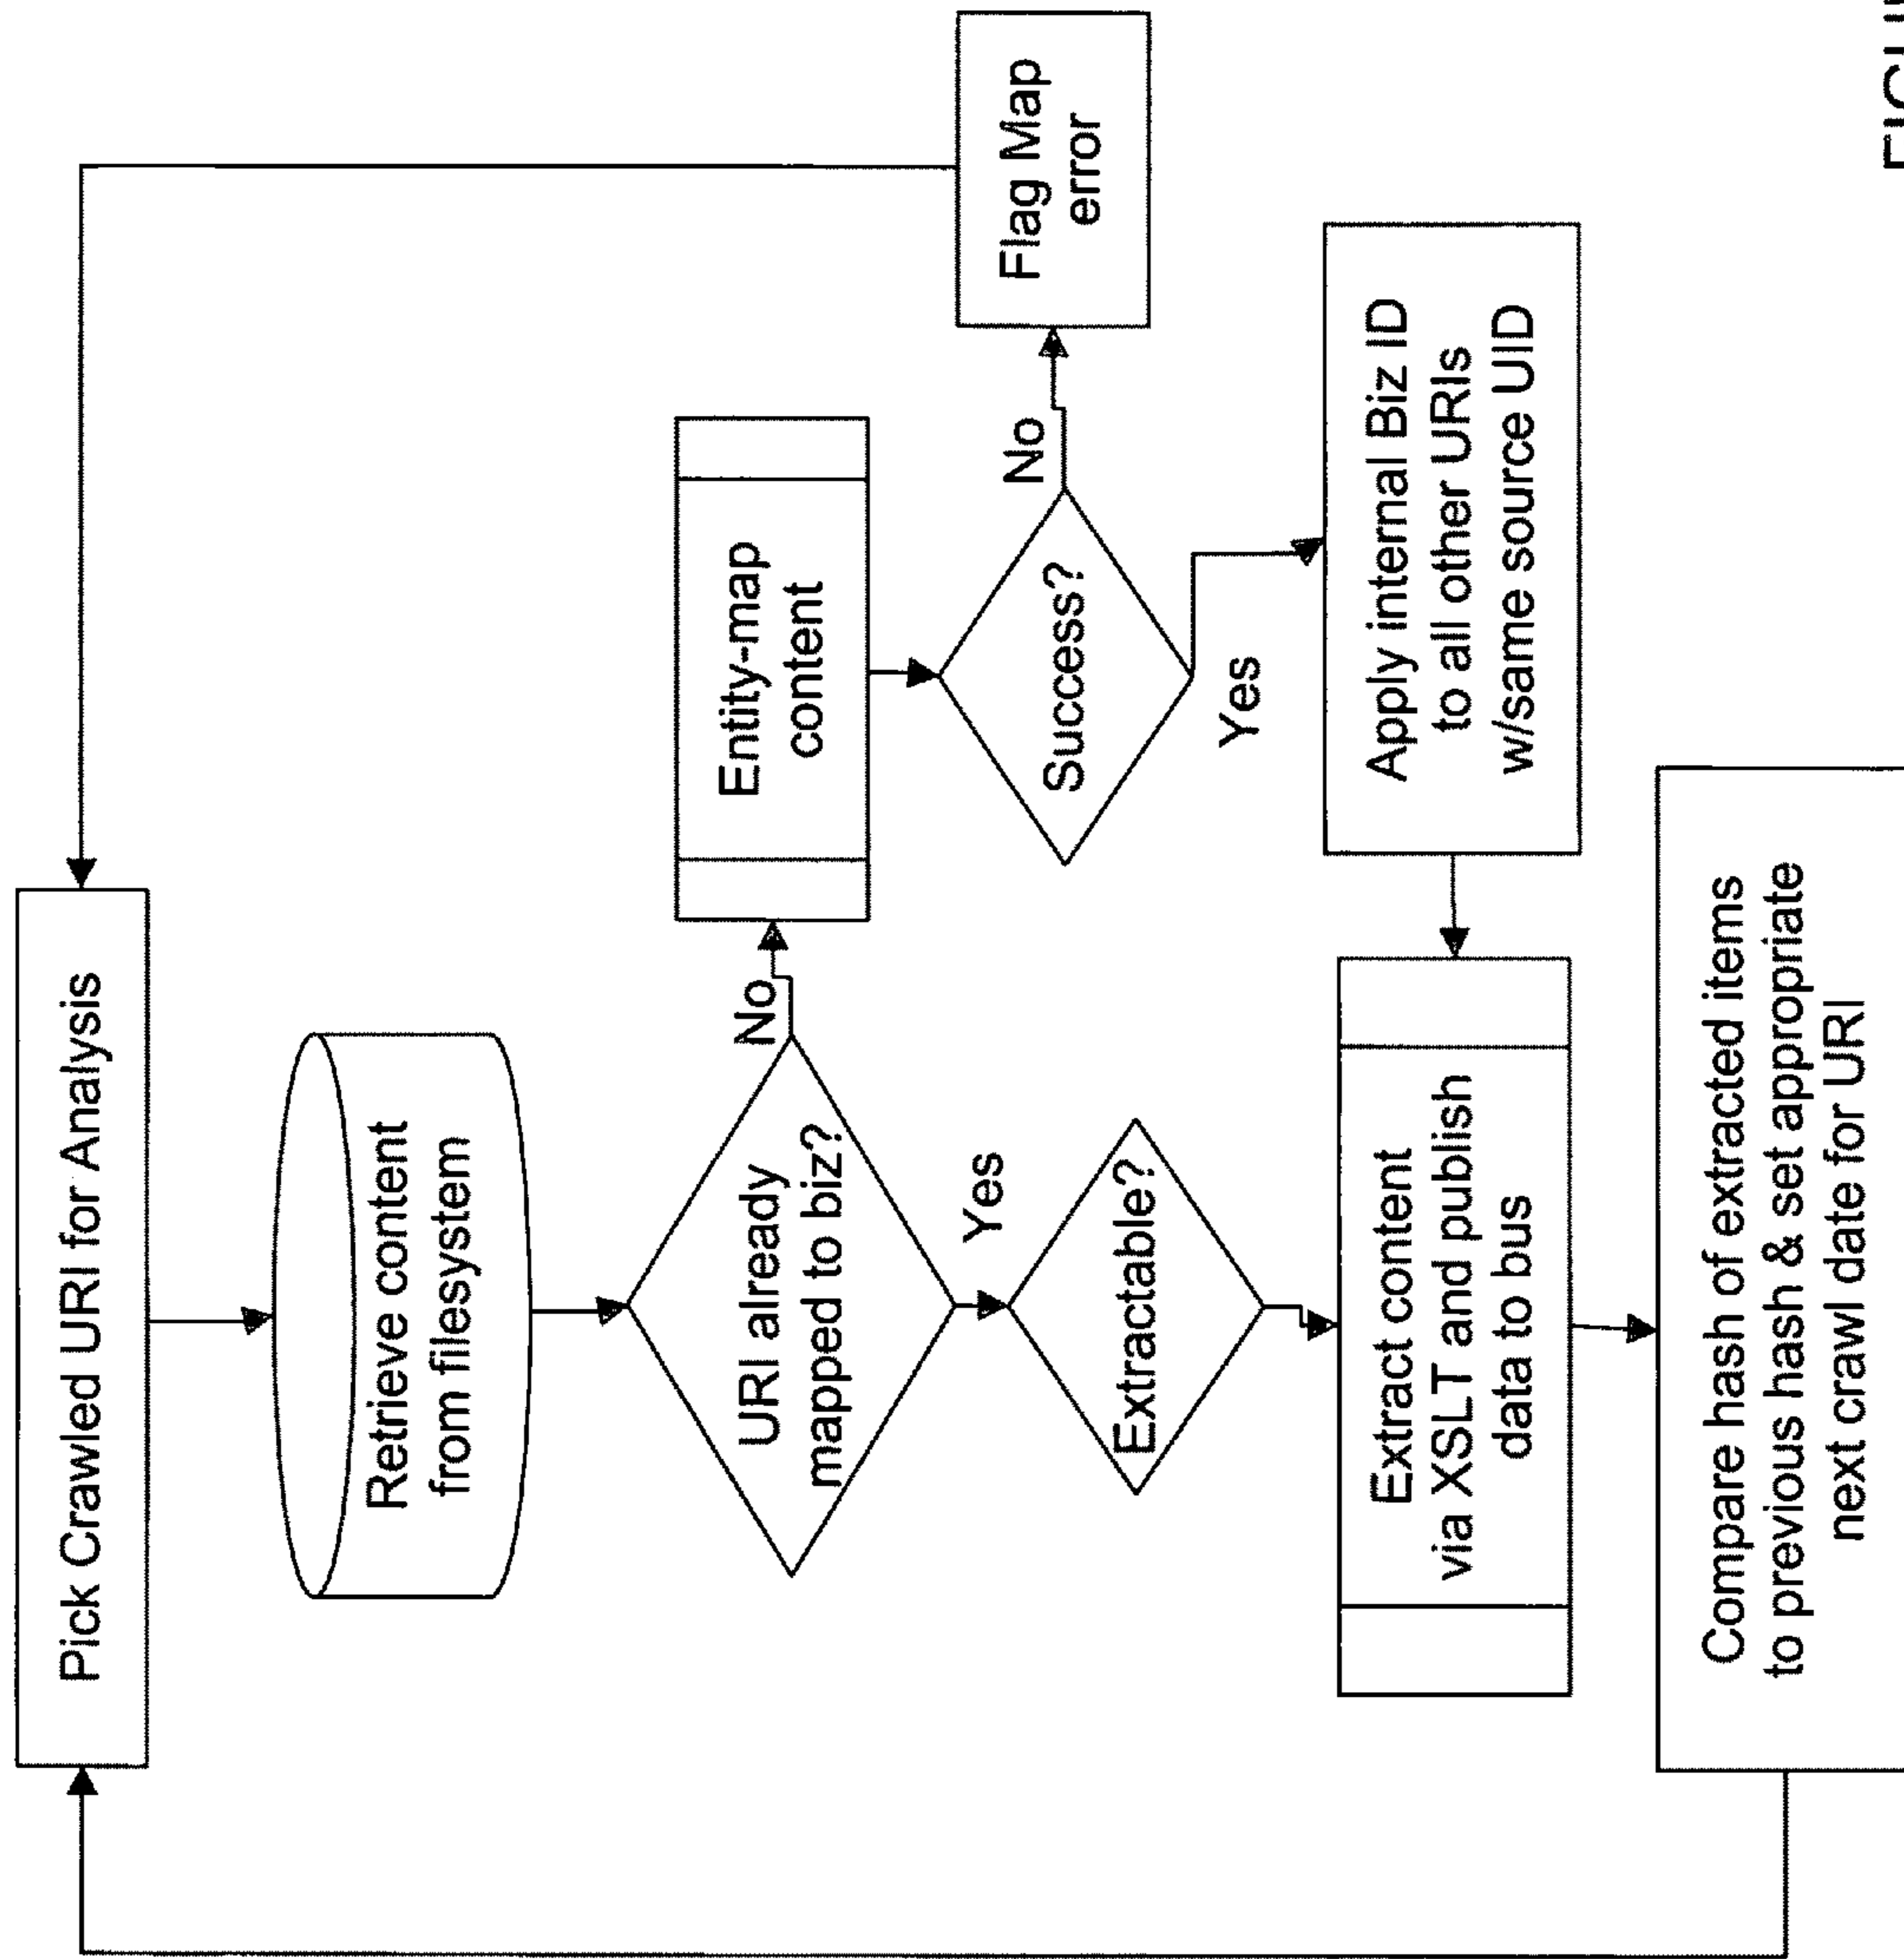 Pick Crawled URI for Analysis
Retrieve content
from filesystem
URI already
mapped to biz?
No
Entity-map
content
Success?
No
Flag Map
error
Yes
Apply internal Biz ID
to all other URIs
w/same source UID
Yes
Extractable?
Extract content
via XSLT and publish
data to bus
Compare hash of extracted items
to previous hash & set appropriate
next crawl date for URI